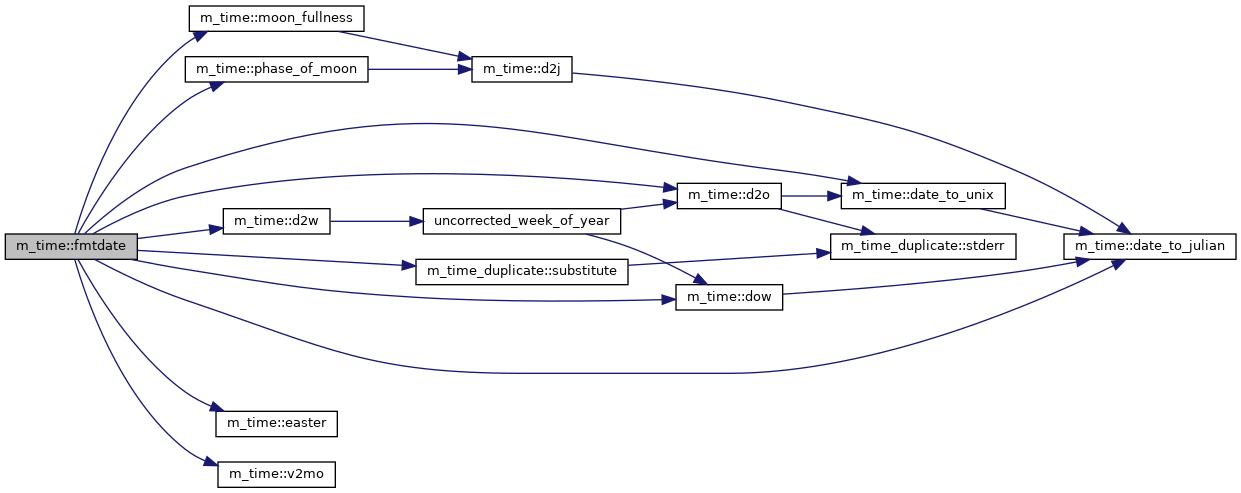 m_time::moon_fullness
m_time::phase_of_moon
m_time::d2j
m_time::d2o
m_time::date_to_unix
m_time::d2w
uncorrected_week_of_year
m_time::fmtdate
m_time_duplicate::stderr
m_time::date_to_julian
m_time_duplicate::substitute
m_time::dow
m_time::easter
m_time::v2mo